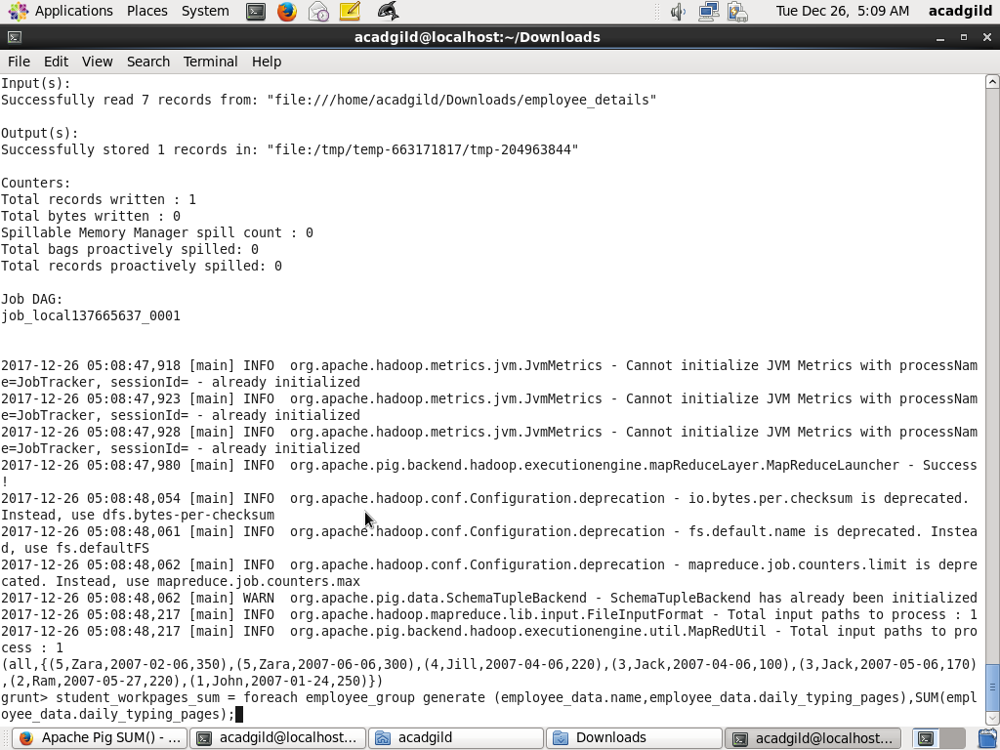 Applications Places System Tue Dec 26, 5:09 AM acadgild
acadgild@localhost:~/Downloads
File Edit View Search Terminal Help
Input(s):
Successfully read 7 records from: "file:///home/acadgild/Downloads/employee_details"
Output(s):
Successfully stored 1 records in: "file:/tmp/temp-663171817/tmp-204963844"
Counters:
Total records written : 1
Total bytes written : 0
Spillable Memory Manager spill count : 0
Total bags proactively spilled: 0
Total records proactively spilled: 0
Job DAG:
job_local137665637_0001
2017-12-26 05:08:47,918 [main] INFO  org.apache.hadoop.metrics.jvm.JvmMetrics - Cannot initialize JVM Metrics with processNam
e=JobTracker, sessionId= - already initialized
2017-12-26 05:08:47,923 [main] INFO  org.apache.hadoop.metrics.jvm.JvmMetrics - Cannot initialize JVM Metrics with processNam
e=JobTracker, sessionId= - already initialized
2017-12-26 05:08:47,928 [main] INFO  org.apache.hadoop.metrics.jvm.JvmMetrics - Cannot initialize JVM Metrics with processNam
e=JobTracker, sessionId= - already initialized
2017-12-26 05:08:47,980 [main] INFO  org.apache.pig.backend.hadoop.executionengine.mapReduceLayer.MapReduceLauncher - Success
!
2017-12-26 05:08:48,054 [main] INFO  org.apache.hadoop.conf.Configuration.deprecation - io.bytes.per.checksum is deprecated.
Instead, use dfs.bytes-per-checksum
2017-12-26 05:08:48,061 [main] INFO  org.apache.hadoop.conf.Configuration.deprecation - fs.default.name is deprecated. Instea
d, use fs.defaultFS
2017-12-26 05:08:48,062 [main] INFO  org.apache.hadoop.conf.Configuration.deprecation - mapreduce.job.counters.limit is depre
cated. Instead, use mapreduce.job.counters.max
2017-12-26 05:08:48,062 [main] WARN  org.apache.pig.data.SchemaTupleBackend - SchemaTupleBackend has already been initialized
2017-12-26 05:08:48,217 [main] INFO  org.apache.hadoop.mapreduce.lib.input.FileInputFormat - Total input paths to process : 1
2017-12-26 05:08:48,217 [main] INFO  org.apache.pig.backend.hadoop.executionengine.util.MapRedUtil - Total input paths to pro
cess : 1
(all,{(5,Zara,2007-02-06,350),(5,Zara,2007-06-06,300),(4,Jill,2007-04-06,220),(3,Jack,2007-04-06,100),(3,Jack,2007-05-06,170)
,(2,Ram,2007-05-27,220),(1,John,2007-01-24,250)})
grunt> student_workpages_sum = foreach employee_group generate (employee_data.name,employee_data.daily_typing_pages),SUM(empl
oyee_data.daily_typing_pages);
Apache Pig SUM() - ... acadgild@localhost:... acadgild Downloads acadgild@localhost:...